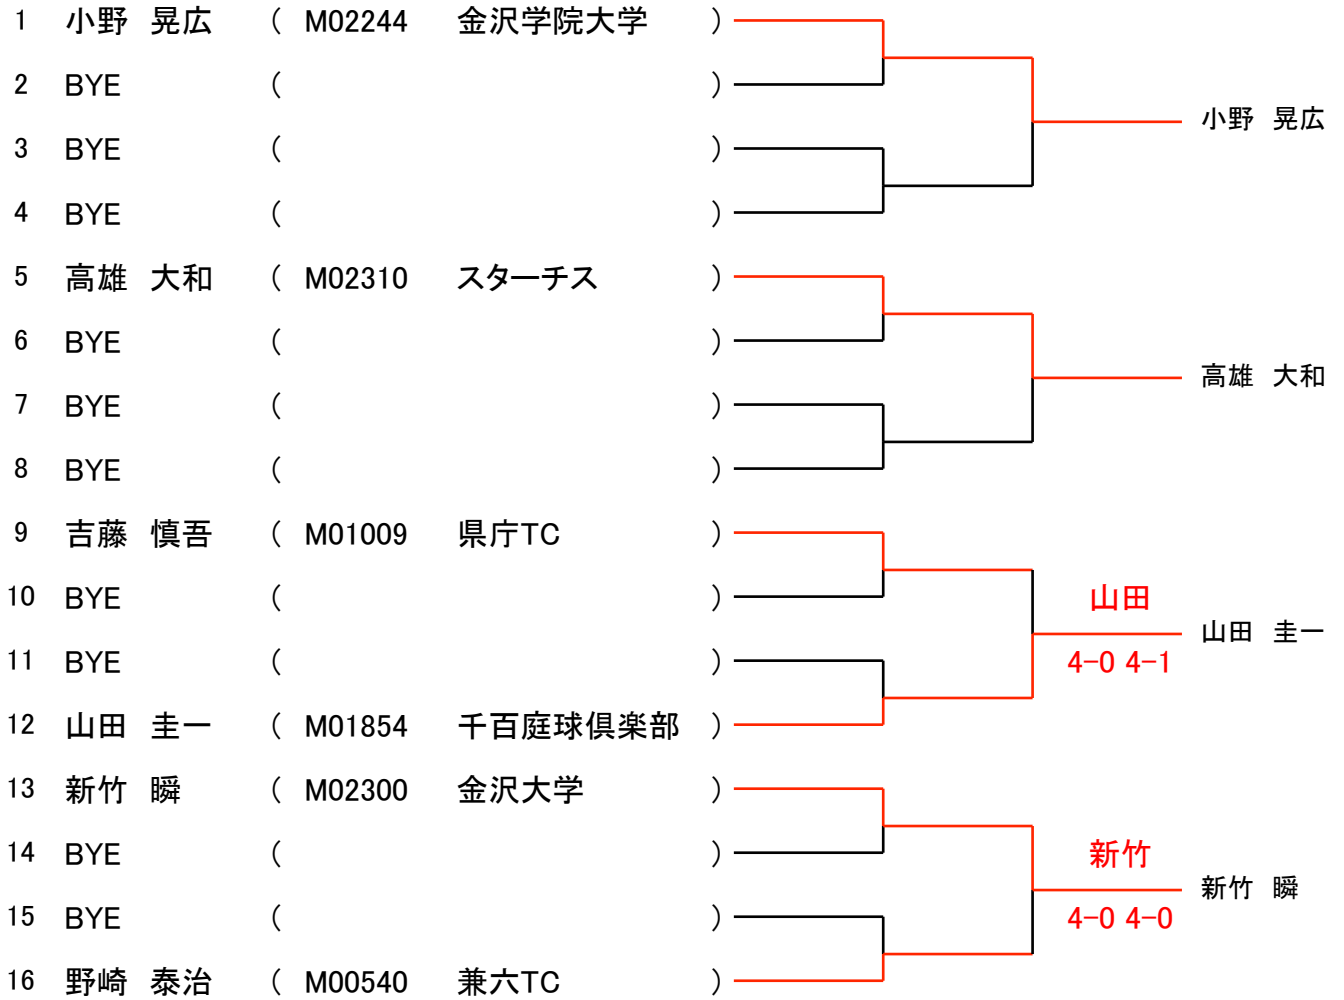 1 小野 晃広 ( M02244 金沢学院大学 )
2 BYE ( )
小野 晃広
3 BYE ( )
4 BYE ( )
5 高雄 大和 ( M02310 スターチス )
6 BYE ( )
高雄 大和
7 BYE ( )
8 BYE ( )
9 吉藤 慎吾 ( M01009 県庁TC )
10 BYE ( )
山田
山田 圭一
4-0 4-1
11 BYE ( )
12 山田 圭一 ( M01854 千百庭球倶楽部 )
13 新竹 瞬 ( M02300 金沢大学 )
14 BYE ( )
新竹
新竹 瞬
4-0 4-0
15 BYE ( )
16 野崎 泰治 ( M00540 兼六TC )